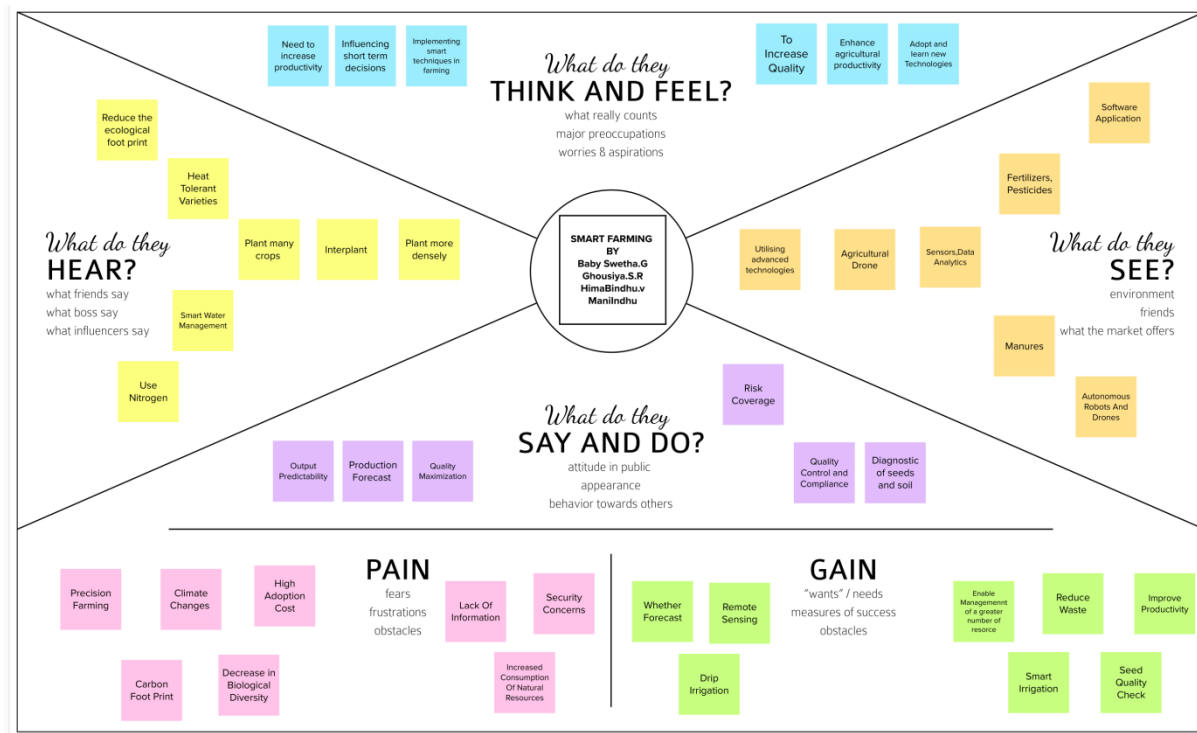 Need to
increase
productivity
Influencing
short term
decisions
Implementing
smart
techniques in
farming
What do they
THINK AND FEEL?
what really counts
major preoccupations
worries & aspirations
To
Increase
Quality
Enhance
agricultural
productivity
Adopt and
learn new
Technologies
Reduce the
ecological
foot print
Heat
Tolerant
Varieties
Plant many
crops
Interplant
Plant more
densely
What do they
HEAR?
what friends say
what boss say
what influencers say
Smart Water
Management
Use
Nitrogen
SMART FARMING
BY
Baby Swetha.G
Ghousiya.S.R
HimaBindhu.v
ManiIndhu
Software
Application
Fertilizers,
Pesticides
Utilising
advanced
technologies
Agricultural
Drone
Sensors,Data
Analytics
What do they
SEE?
environment
friends
what the market offers
Manures
Autonomous
Robots And
Drones
Risk
Coverage
What do they
SAY AND DO?
attitude in public
appearance
behavior towards others
Output
Predictability
Production
Forecast
Quality
Maximization
Quality
Control and
Compliance
Diagnostic
of seeds
and soil
PAIN
fears
frustrations
obstacles
Precision
Farming
Climate
Changes
High
Adoption
Cost
Lack Of
Information
Security
Concerns
Carbon
Foot Print
Decrease in
Biological
Diversity
Increased
Consumption
Of Natural
Resources
GAIN
"wants" / needs
measures of success
obstacles
Whether
Forecast
Remote
Sensing
Drip
Irrigation
Enable
Managemennt
of a greater
number of
resorce
Reduce
Waste
Improve
Productivity
Smart
Irrigation
Seed
Quality
Check